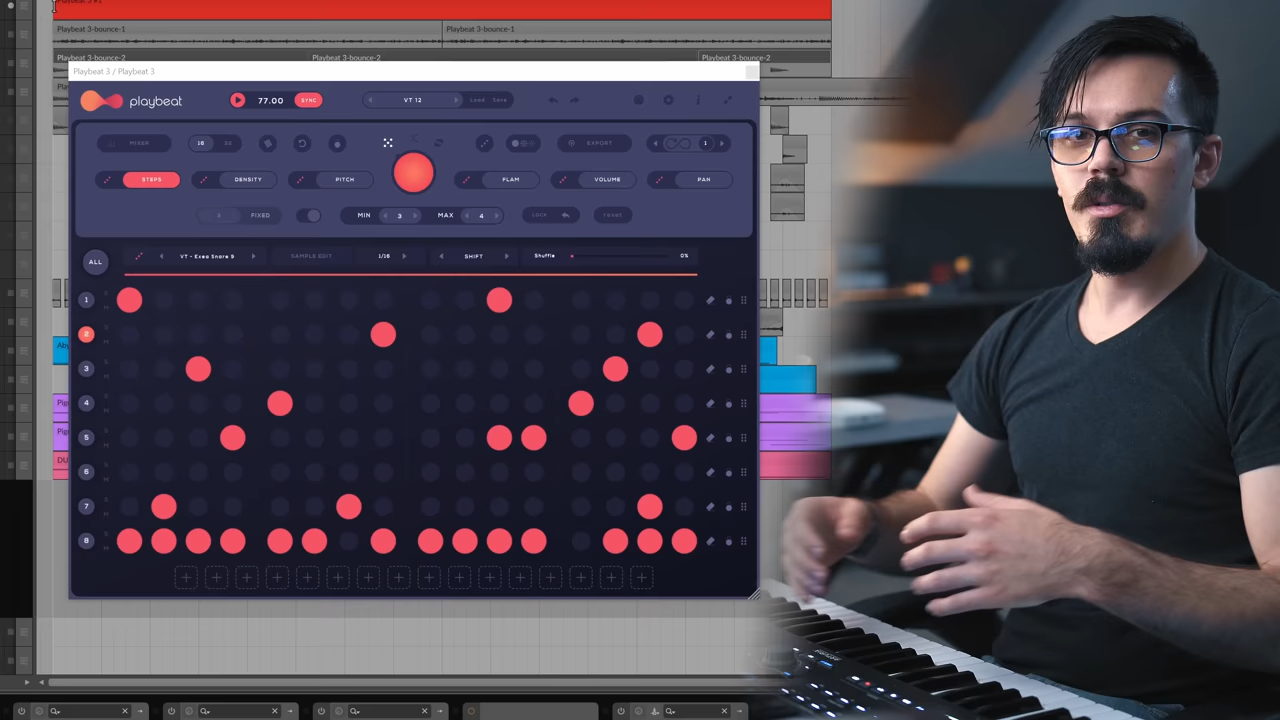 Playbeat 3-bounce-1
Playbeat 3-bounce-1
Playbeat 3-bounce-2
Playbeat 3-bounce-2
Playbeat 3-bounce-2
Playbeat 3 / Playbeat 3
playbeat
77.00
SYNC
VT 12
Load
Save
MIXER
16
32
EXPORT
1
STEPS
DENSITY
PITCH
FLAM
VOLUME
PAN
FIXED
MIN
3
MAX
4
LOCK
reset
ALL
VT - Exea Snare 9
SAMPLE EDIT
1/16
SHIFT
Shuffle
0%
1
2
3
4
5
6
7
8